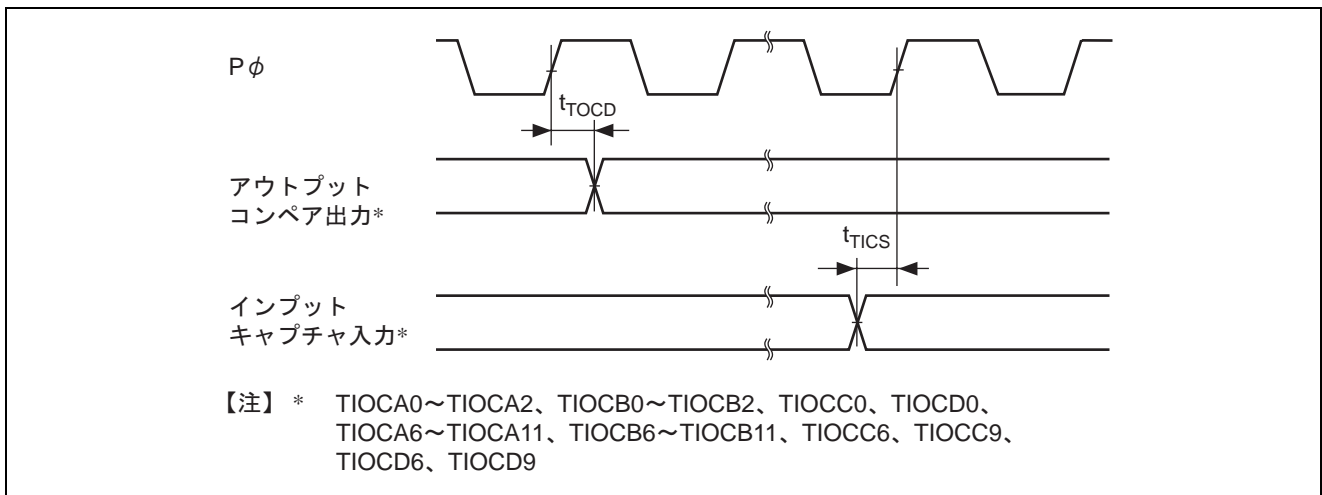 Pφ
tTOCD
アウトプット
コンペア出力*
tTICS
インプット
キャプチャ入力*
【注】 * TIOCA0～TIOCA2、TIOCB0～TIOCB2、TIOCC0、TIOCD0、
TIOCA6～TIOCA11、TIOCB6～TIOCB11、TIOCC6、TIOCC9、
TIOCD6、TIOCD9